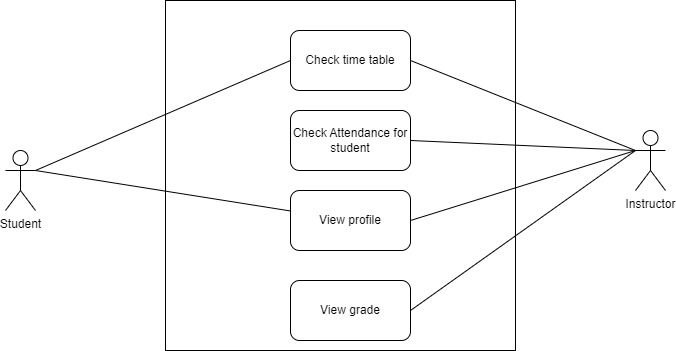 Check time table
Check Attendance for
student
View profile
View grade
Student
Instructor